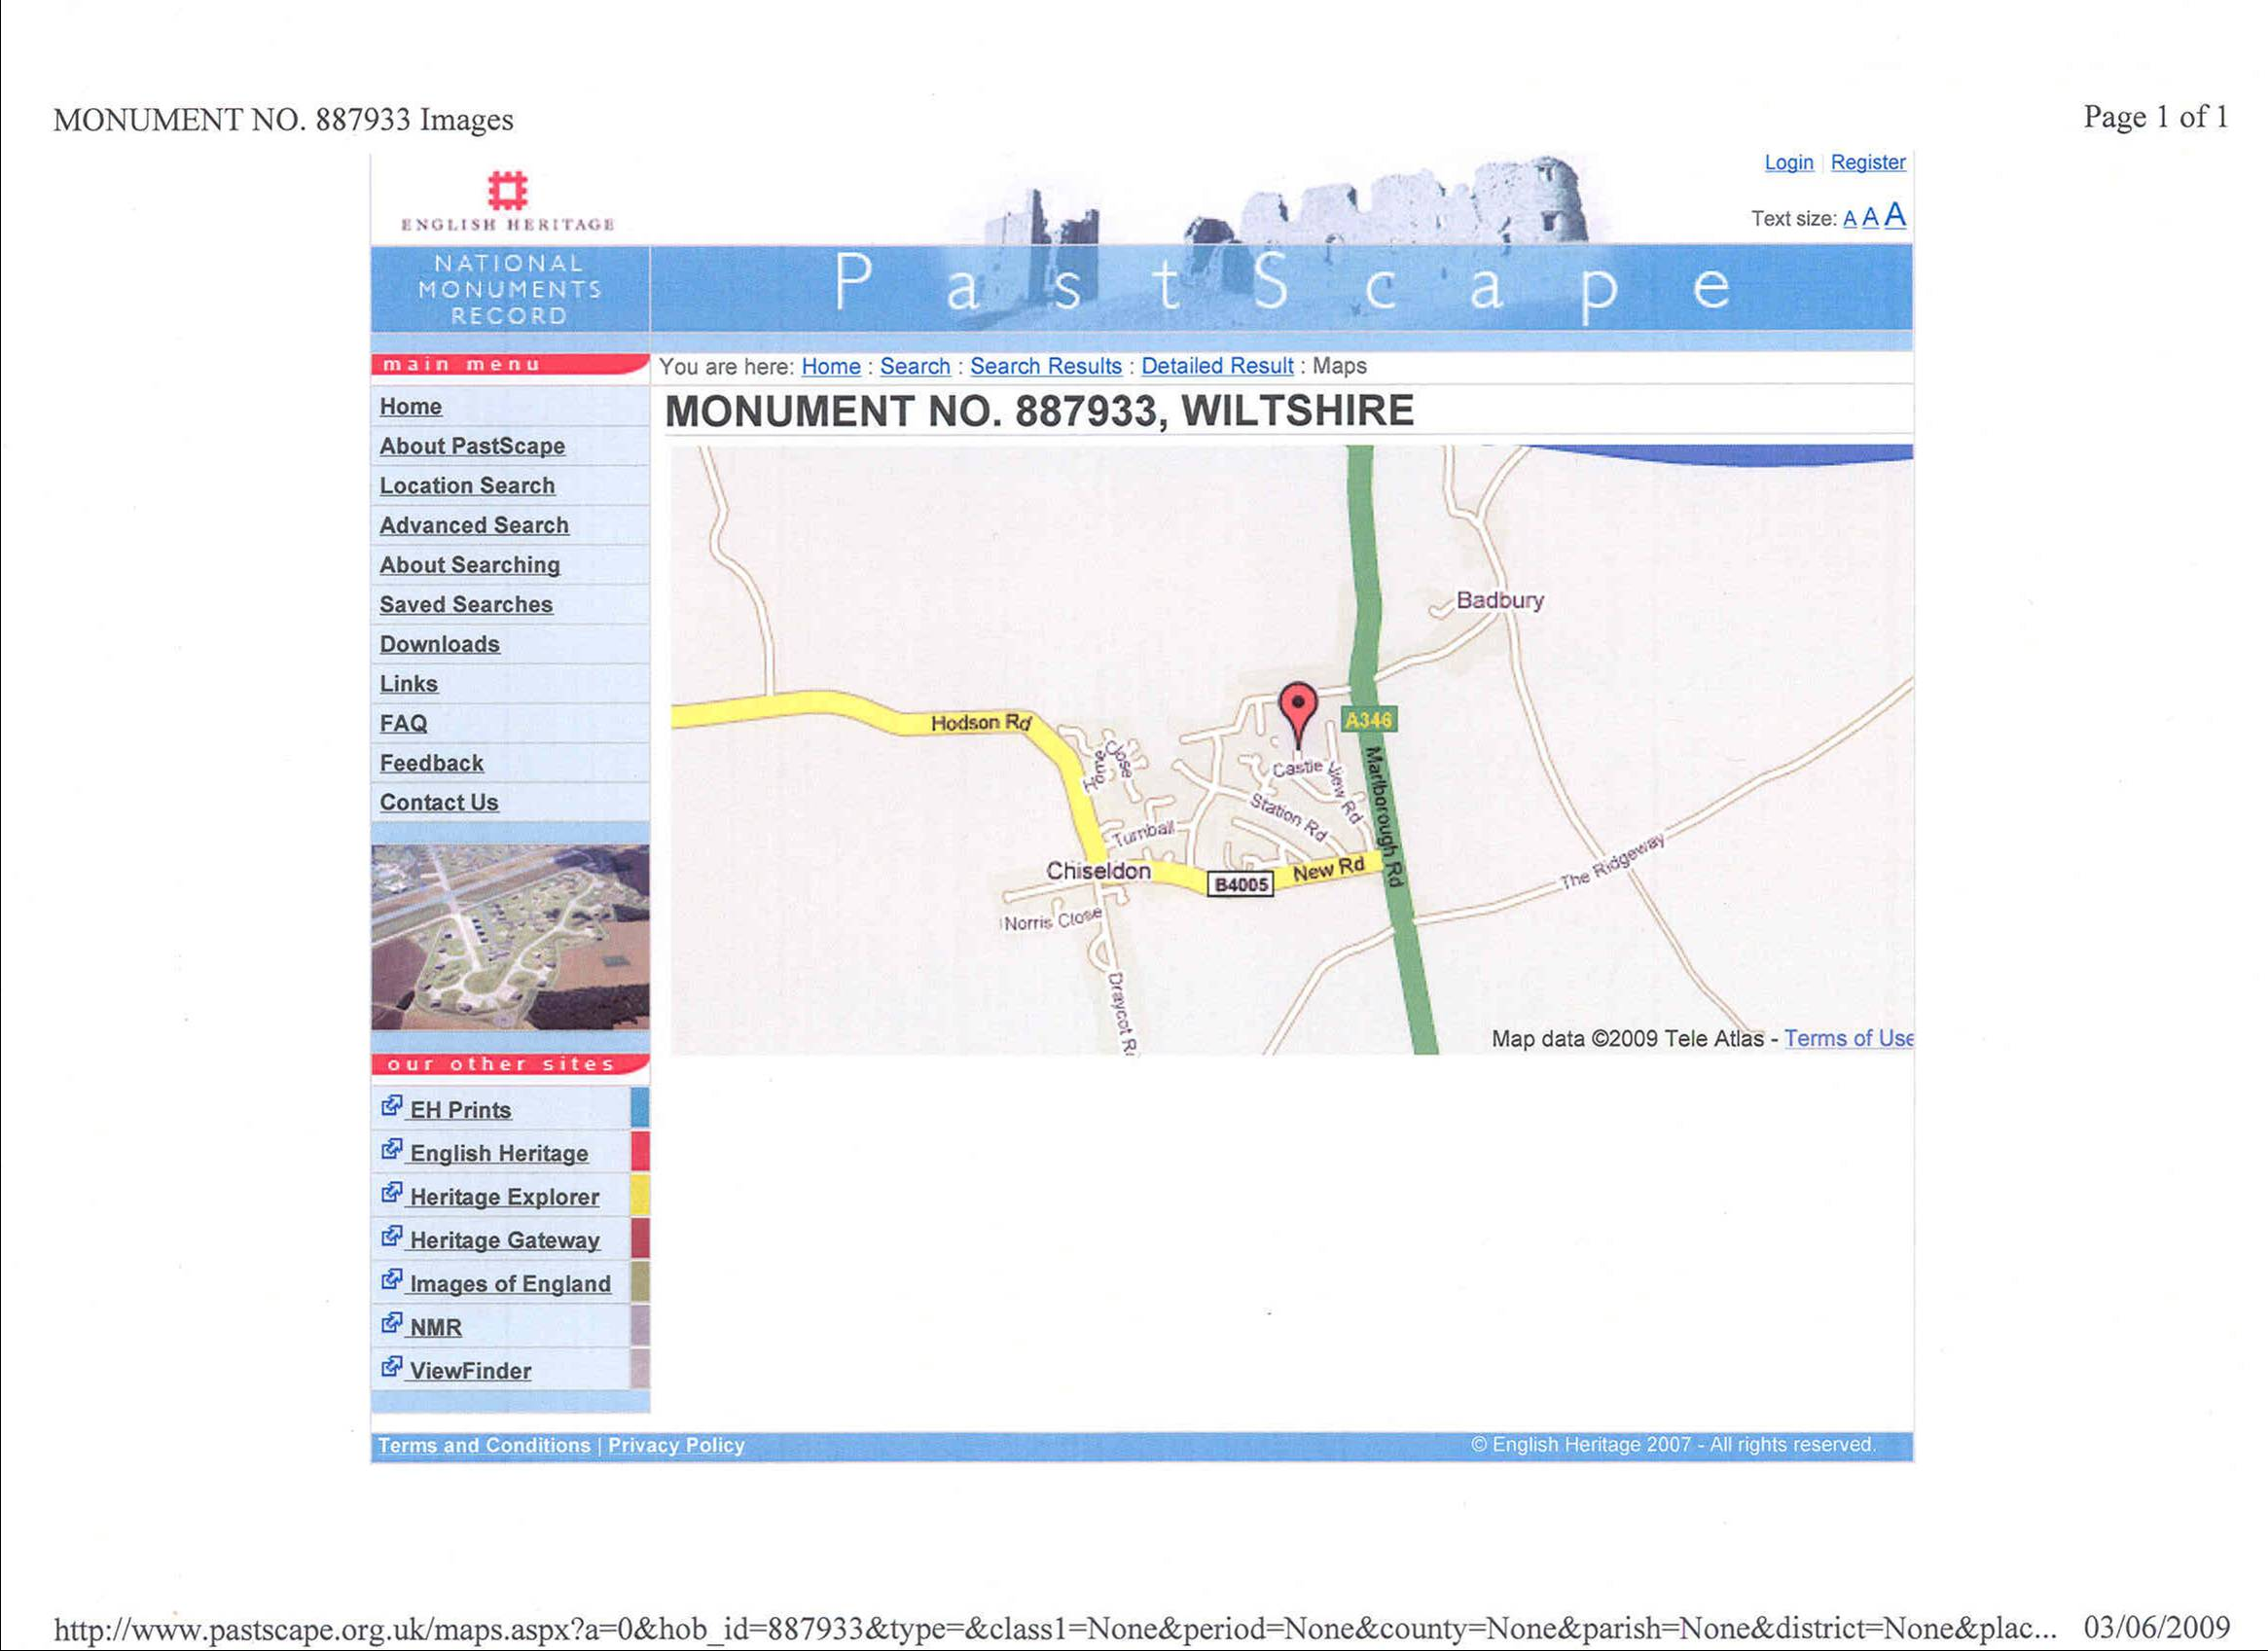 MONUMENT NO. 887933 Images
Page 1 of 1
Login | Register
ENGLISH HERITAGE
Text size: A A A
NATIONAL
MONUMENTS
RECORD
PastScape
main menu
You are here: Home : Search : Search Results : Detailed Result : Maps
MONUMENT NO. 887933, WILTSHIRE
Home
About PastScape
Location Search
Advanced Search
About Searching
Saved Searches
Downloads
Links
FAQ
Feedback
Contact Us
Badbury
Hodson Rd
A346
Home Close
Castle View Rd
Marlborough Rd
Station Rd
Turnball
Chiseldon
B4005
New Rd
The Ridgeway
Norris Close
Draycot Rd
Map data ©2009 Tele Atlas - Terms of Use
our other sites
EH Prints
English Heritage
Heritage Explorer
Heritage Gateway
Images of England
NMR
ViewFinder
Terms and Conditions | Privacy Policy
© English Heritage 2007 - All rights reserved.
http://www.pastscape.org.uk/maps.aspx?a=0&hob_id=887933&type=&class1=None&period=None&county=None&parish=None&district=None&plac...
03/06/2009